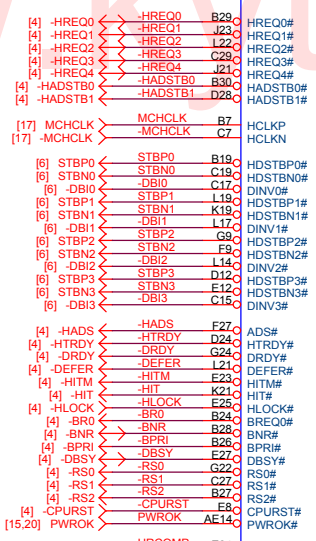 [4] -HREQ0 -HREQ0 B29 HREQ0#
[4] -HREQ1 -HREQ1 J23 HREQ1#
[4] -HREQ2 -HREQ2 L22 HREQ2#
[4] -HREQ3 -HREQ3 C29 HREQ3#
[4] -HREQ4 -HREQ4 J21 HREQ4#
[4] -HADSTB0 -HADSTB0 B30 HADSTB0#
[4] -HADSTB1 -HADSTB1 D28 HADSTB1#
[17] MCHCLK MCHCLK B7 HCLKP
[17] -MCHCLK -MCHCLK C7 HCLKN
[6] STBP0 STBP0 B19 HDSTBP0#
[6] STBN0 STBN0 C19 HDSTBN0#
[6] -DBI0 -DBI0 C17 DINV0#
[6] STBP1 STBP1 L19 HDSTBP1#
[6] STBN1 STBN1 K19 HDSTBN1#
[6] -DBI1 -DBI1 L17 DINV1#
[6] STBP2 STBP2 G9 HDSTBP2#
[6] STBN2 STBN2 F9 HDSTBN2#
[6] -DBI2 -DBI2 L14 DINV2#
[6] STBP3 STBP3 D12 HDSTBP3#
[6] STBN3 STBN3 E12 HDSTBN3#
[6] -DBI3 -DBI3 C15 DINV3#
[4] -HADS -HADS F27 ADS#
[4] -HTRDY -HTRDY D24 HTRDY#
[4] -DRDY -DRDY G24 DRDY#
[4] -DEFER -DEFER L21 DEFER#
[4] -HITM -HITM E23 HITM#
[4] -HIT -HIT K21 HIT#
[4] -HLOCK -HLOCK E25 HLOCK#
[4] -BR0 -BR0 B24 BREQ0#
[4] -BNR -BNR B28 BNR#
[4] -BPRI -BPRI B26 BPRI#
[4] -DBSY -DBSY E27 DBSY#
[4] -RS0 -RS0 G22 RS0#
[4] -RS1 -RS1 C27 RS1#
[4] -RS2 -RS2 B27 RS2#
[4] -CPURST -CPURST E8 CPURST#
[15,20] PWROK PWROK AE14 PWROK#